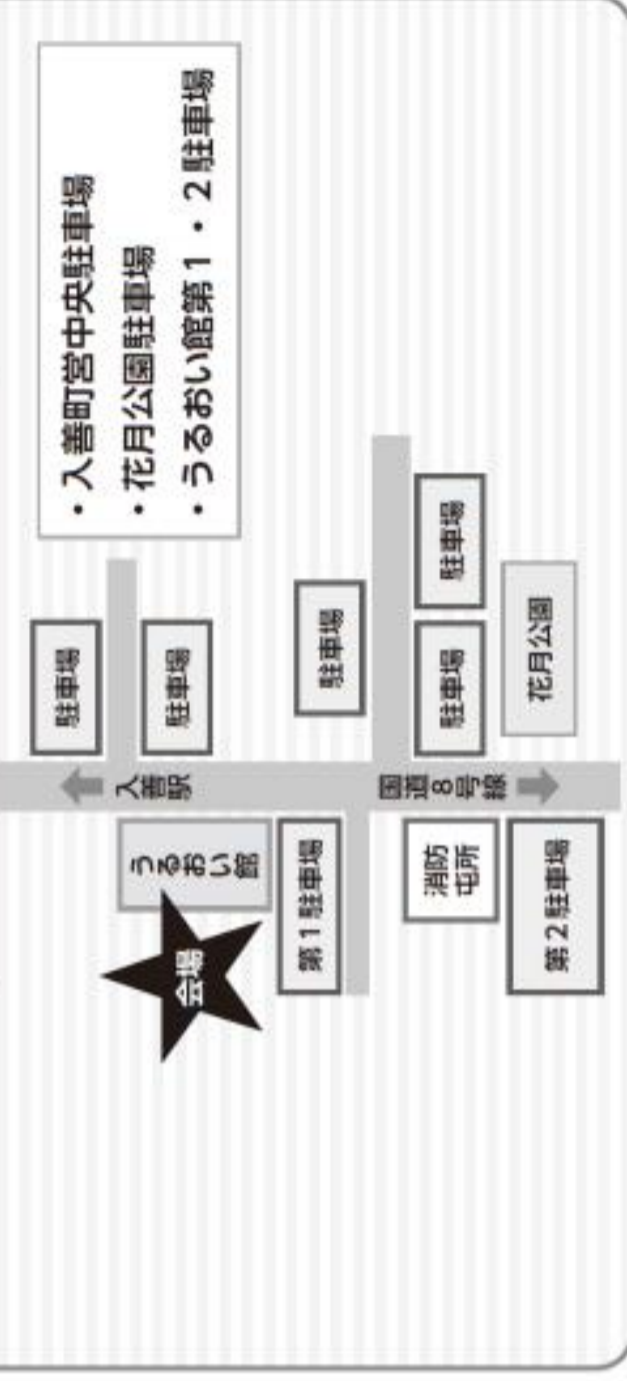 ・入善町営中央駐車場
・花月公園駐車場
・うるおい館第1・2駐車場
駐車場
駐車場
駐車場
駐車場
駐車場
花月公園
入善駅
国道8号線
うるおい館
会場
第1駐車場
消防
屯所
第2駐車場